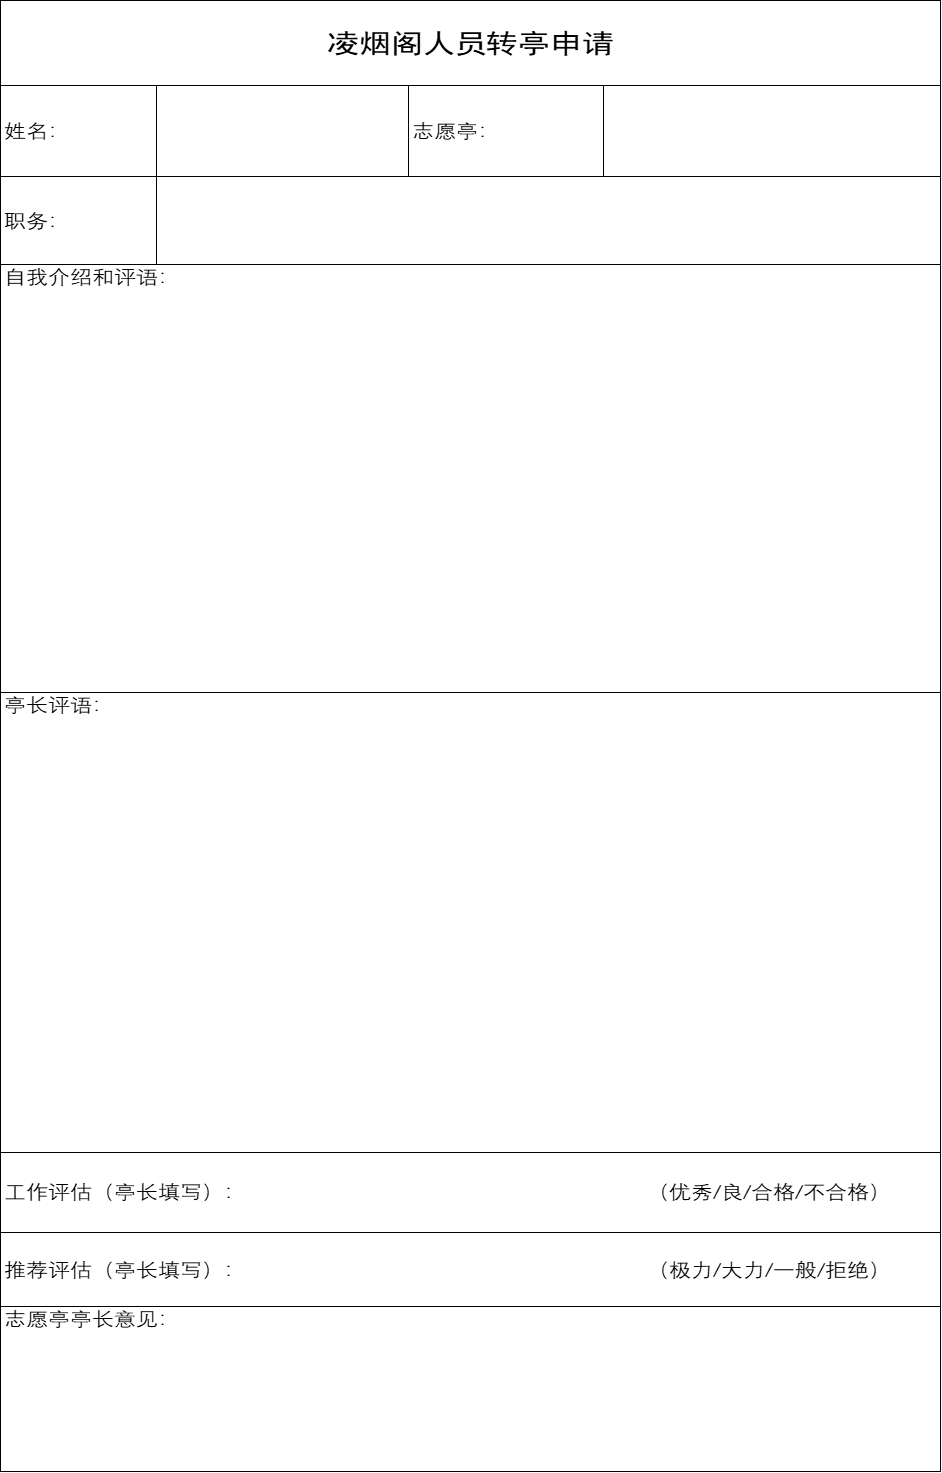 凌烟阁人员转亭申请
姓名: 志愿亭:
职务:
自我介绍和评语:
亭长评语:
工作评估（亭长填写）: （优秀/良/合格/不合格）
推荐评估（亭长填写）: （极力/大力/一般/拒绝）
志愿亭亭长意见: